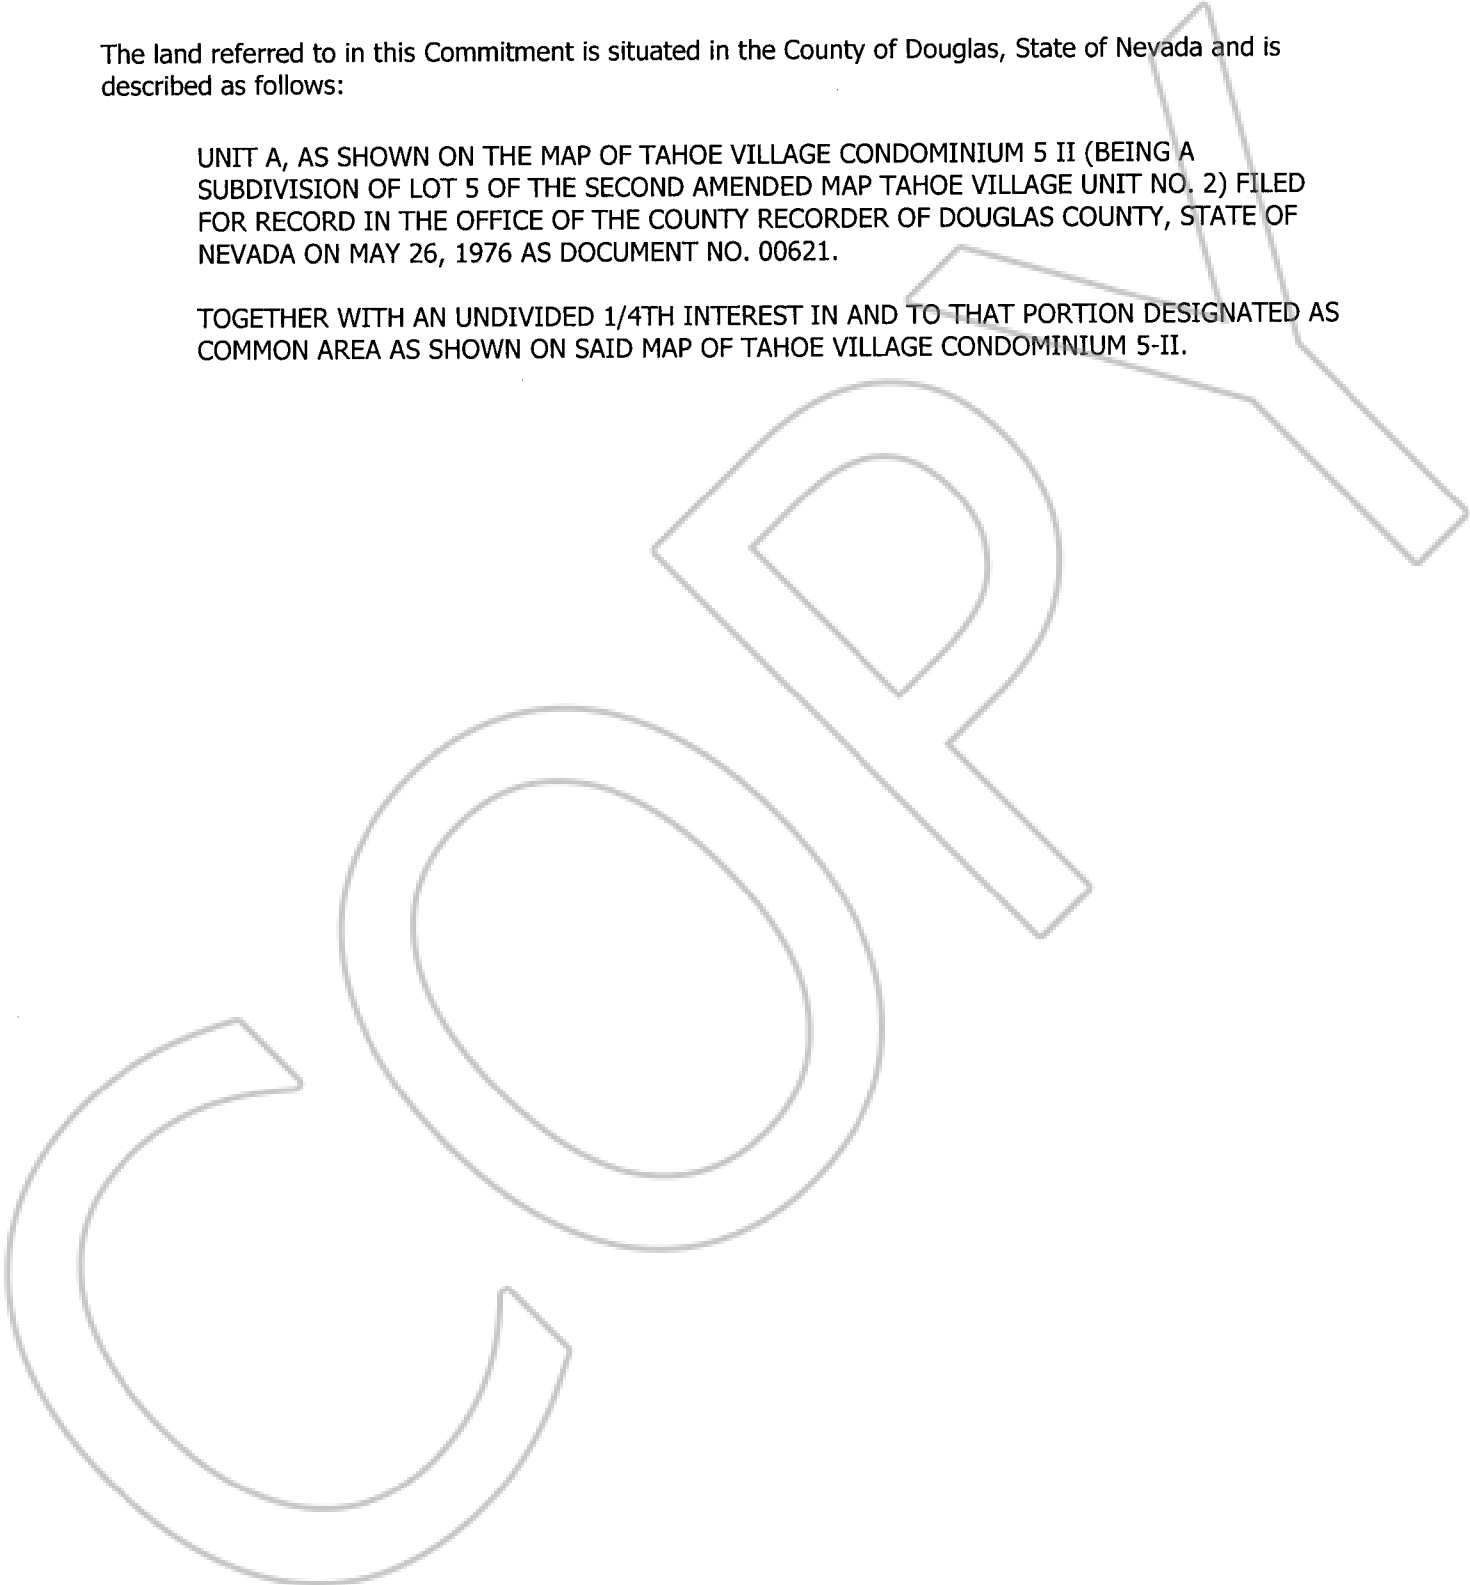 The land referred to in this Commitment is situated in the County of Douglas, State of Nevada and is
described as follows:
UNIT A, AS SHOWN ON THE MAP OF TAHOE VILLAGE CONDOMINIUM 5 II (BEING A
SUBDIVISION OF LOT 5 OF THE SECOND AMENDED MAP TAHOE VILLAGE UNIT NO. 2) FILED
FOR RECORD IN THE OFFICE OF THE COUNTY RECORDER OF DOUGLAS COUNTY, STATE OF
NEVADA ON MAY 26, 1976 AS DOCUMENT NO. 00621.
TOGETHER WITH AN UNDIVIDED 1/4TH INTEREST IN AND TO THAT PORTION DESIGNATED AS
COMMON AREA AS SHOWN ON SAID MAP OF TAHOE VILLAGE CONDOMINIUM 5-II.
COPY